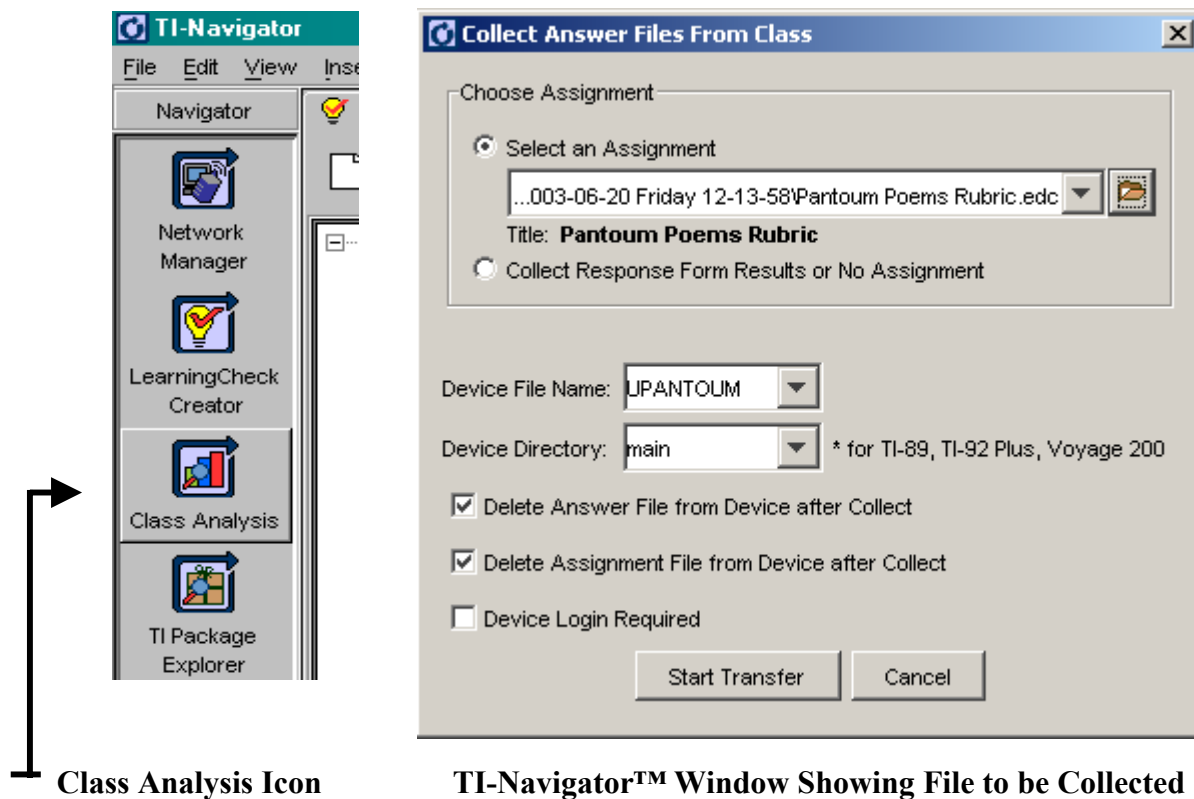 TI-Navigator
File Edit View Inse
Navigator
Network
Manager
LearningCheck
Creator
Class Analysis
TI Package
Explorer
Collect Answer Files From Class
Choose Assignment
Select an Assignment
...003-06-20 Friday 12-13-58\Pantoum Poems Rubric.edc
Title: Pantoum Poems Rubric
Collect Response Form Results or No Assignment
Device File Name: UPANTOUM
Device Directory: main * for TI-89, TI-92 Plus, Voyage 200
Delete Answer File from Device after Collect
Delete Assignment File from Device after Collect
Device Login Required
Start Transfer Cancel
Class Analysis Icon
TI-Navigator™ Window Showing File to be Collected